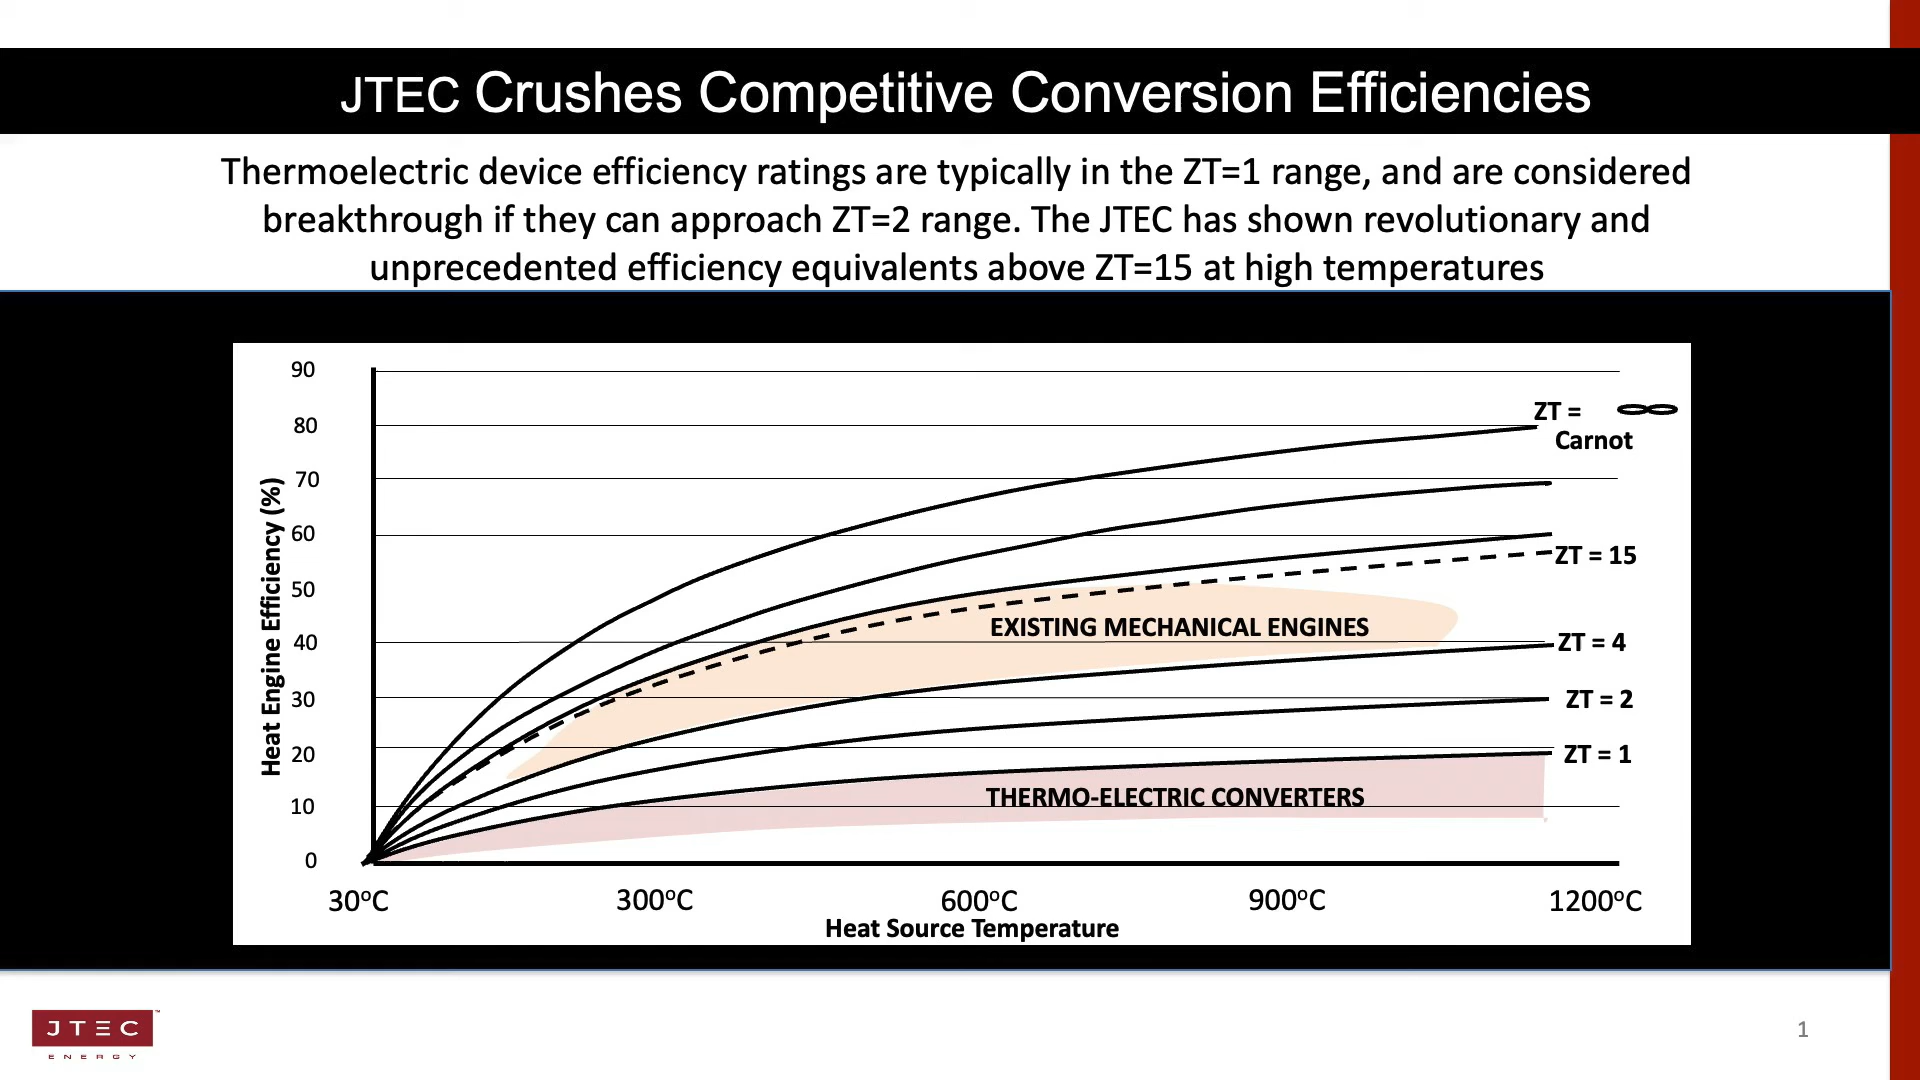 JTEC Crushes Competitive Conversion Efficiencies
Thermoelectric device efficiency ratings are typically in the ZT=1 range, and are considered
breakthrough if they can approach ZT=2 range. The JTEC has shown revolutionary and
unprecedented efficiency equivalents above ZT=15 at high temperatures
Heat Engine Efficiency (%)
90
80
70
60
50
40
30
20
10
0
ZT = ∞
Carnot
ZT = 15
EXISTING MECHANICAL ENGINES
ZT = 4
ZT = 2
ZT = 1
THERMO-ELECTRIC CONVERTERS
30°C 300°C 600°C 900°C 1200°C
Heat Source Temperature
JTEC™
ENERGY
1